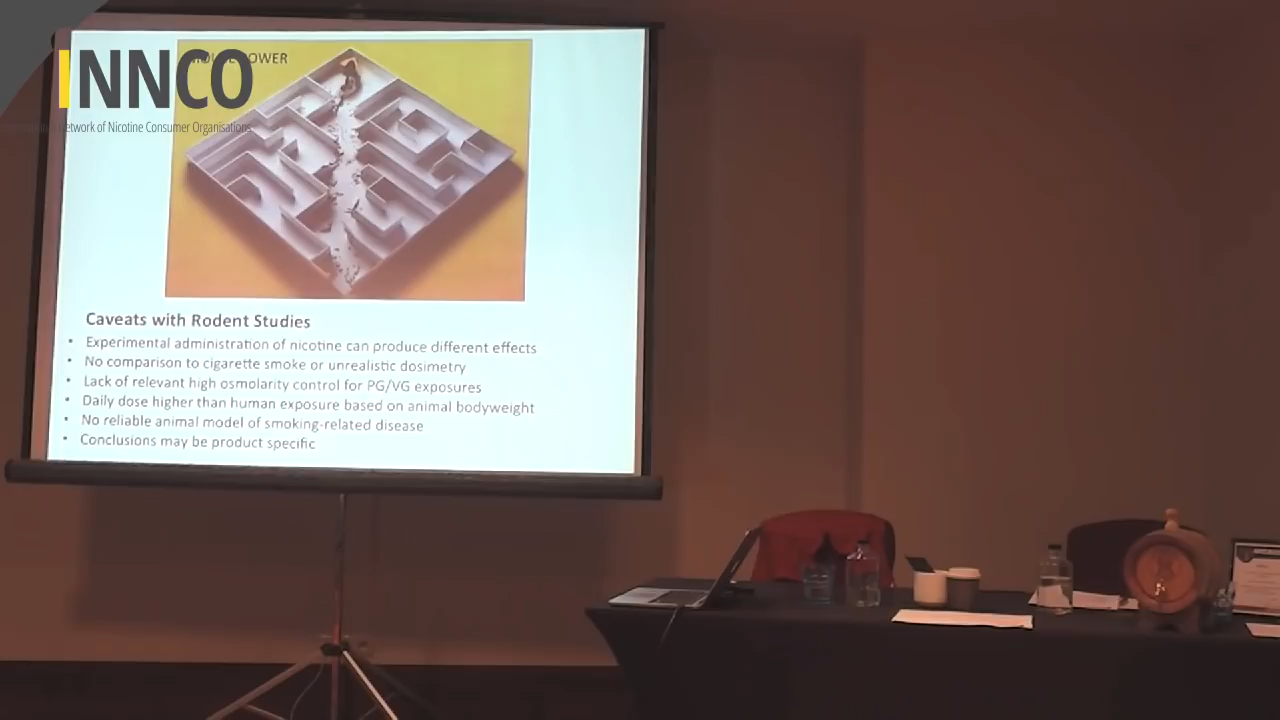 INNCO
Network of Nicotine Consumer Organisations
Caveats with Rodent Studies
• Experimental administration of nicotine can produce different effects
• No comparison to cigarette smoke or unrealistic dosimetry
• Lack of relevant high osmolarity control for PG/VG exposures
• Daily dose higher than human exposure based on animal bodyweight
• No reliable animal model of smoking-related disease
• Conclusions may be product specific